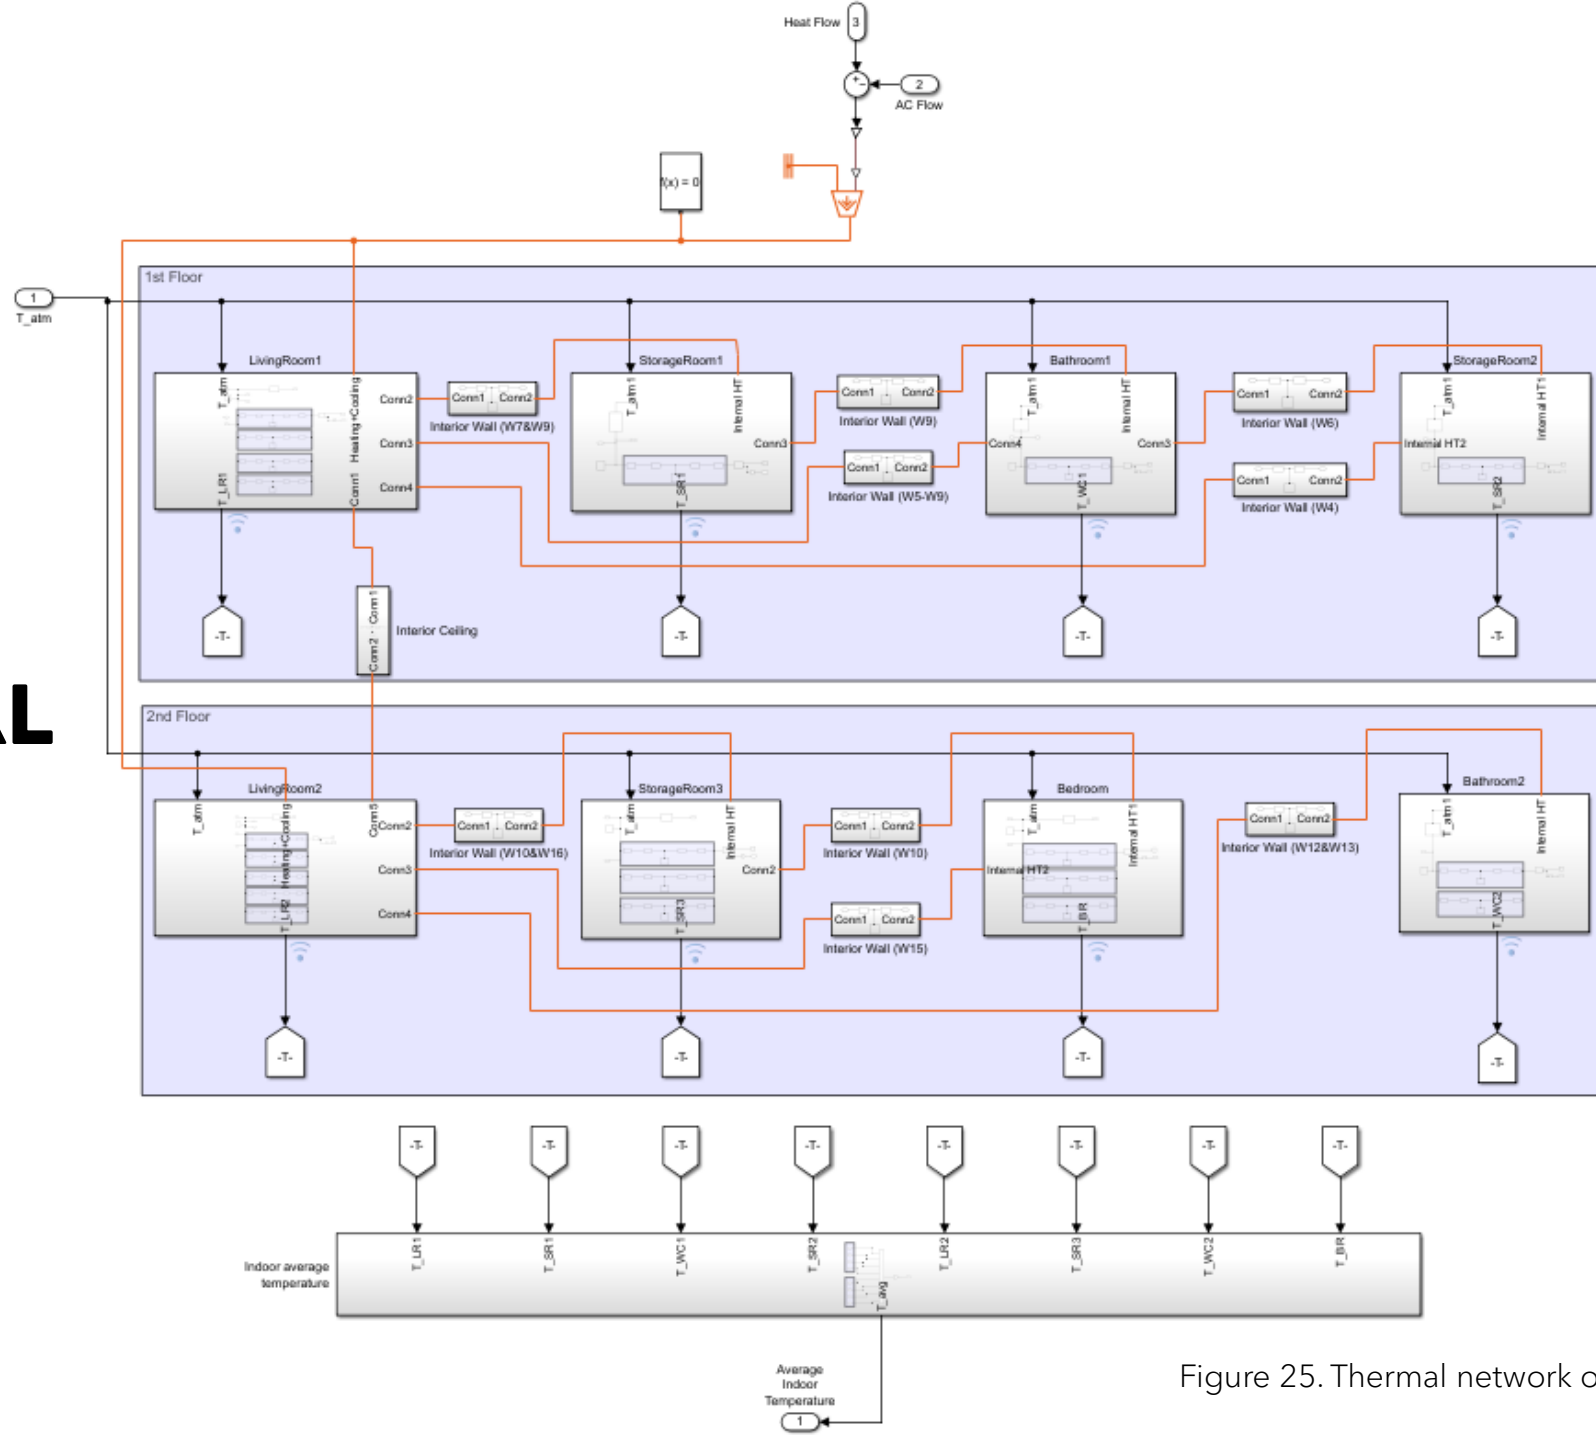 Heat Flow
3
2
AC Flow
f(x) = 0
1
T_atm
1st Floor
LivingRoom1
T_atm
Heating+Cooling
Conn2
Conn3
Conn4
T_LR1
Conn1
Conn1 Conn2
Interior Wall (W7&W9)
StorageRoom1
T_atm1
Internal HT
Conn3
T_SR1
Conn1 Conn2
Interior Wall (W9)
Conn1 Conn2
Interior Wall (W5-W9)
Bathroom1
T_atm1
Internal HT
Conn4
Conn3
T_WC1
Conn1 Conn2
Interior Wall (W6)
Conn1 Conn2
Interior Wall (W4)
StorageRoom2
T_atm1
Internal HT1
Internal HT2
T_SR2
-T-
-T-
-T-
-T-
Conn1
Conn2
Interior Ceiling
AL
2nd Floor
LivingRoom2
T_atm
Heating+Cooling
Conn5
Conn2
Conn3
Conn4
T_LR2
Conn1 Conn2
Interior Wall (W10&W16)
StorageRoom3
T_atm
Internal HT
Conn2
T_SR3
Conn1 Conn2
Interior Wall (W10)
Conn1 Conn2
Interior Wall (W15)
Bedroom
T_atm
Internal HT1
Internal HT2
T_BR
Conn1 Conn2
Interior Wall (W12&W13)
Bathroom2
T_atm1
Internal HT
T_WC2
-T-
-T-
-T-
-T-
-T-
-T-
-T-
-T-
-T-
-T-
-T-
-T-
T_LR1
T_SR1
T_WC1
T_SR2
T_LR2
T_SR3
T_WC2
T_BR
Indoor average
temperature
T_avg
Average
Indoor
Temperature
1
Figure 25. Thermal network o